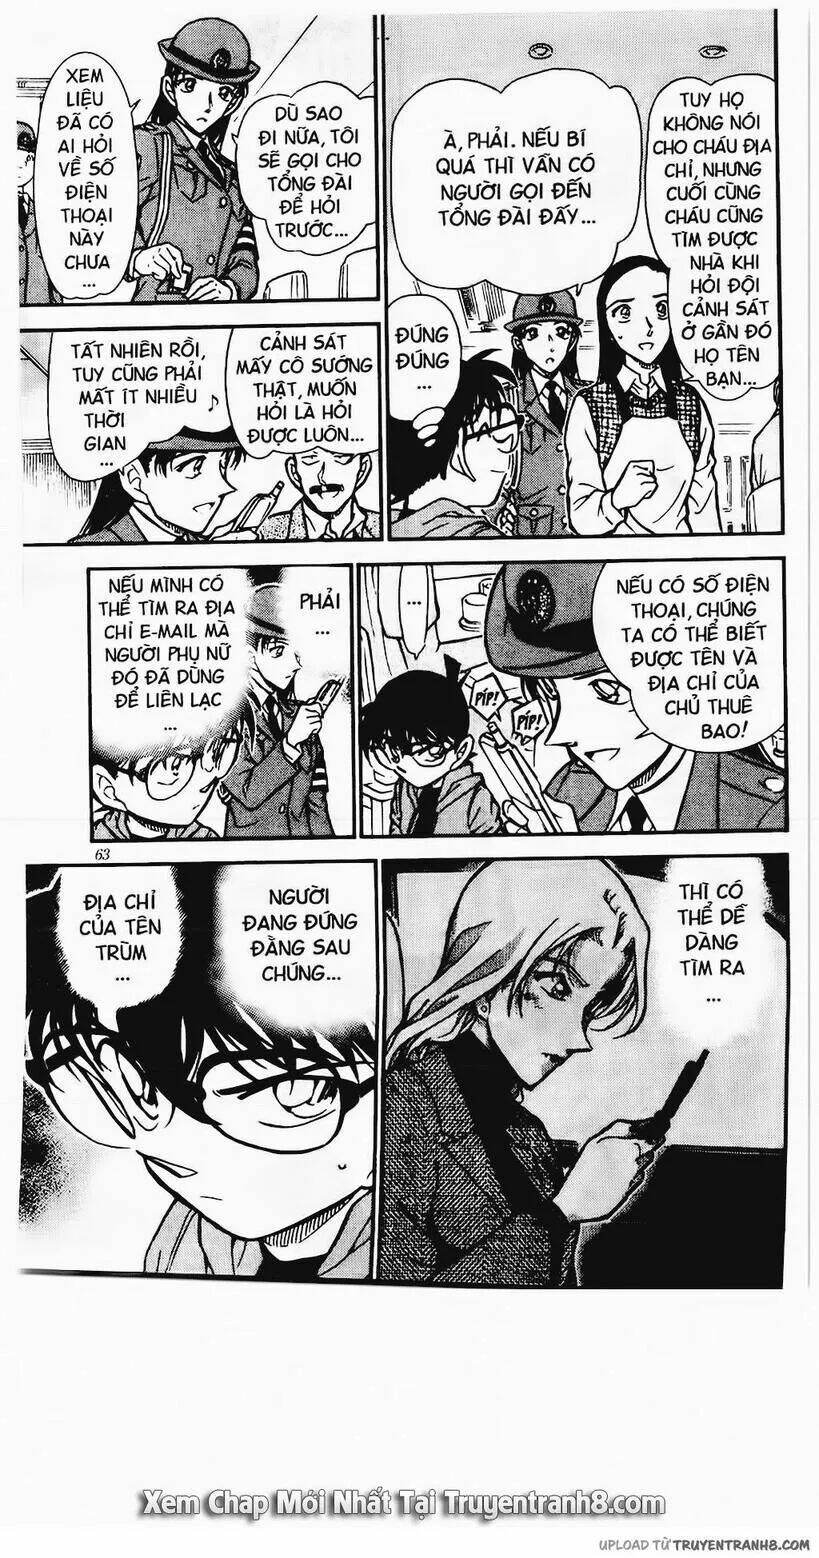 TUY HỌ
KHÔNG NÓI
CHO CHÁU ĐỊA
CHỈ, NHƯNG
CUỐI CÙNG
CHÁU CŨNG
TÌM ĐƯỢC
NHÀ KHI
HỎI ĐỘI
CẢNH SÁT
Ở GẦN ĐÓ
HỌ TÊN
BẠN...
À, PHẢI. NẾU BÍ
QUÁ THÌ VẪN CÓ
NGƯỜI GỌI ĐẾN
TỔNG ĐÀI ĐẤY...
ĐÚNG
ĐÚNG
...
DÙ SAO
ĐI NỮA, TÔI
SẼ GỌI CHO
TỔNG ĐÀI
ĐỂ HỎI
TRƯỚC...
XEM
LIỆU
ĐÃ CÓ
AI HỎI
VỀ SỐ
ĐIỆN
THOẠI
NÀY
CHƯA
...
CẢNH SÁT
MẤY CÔ SƯỚNG
THẬT, MUỐN
HỎI LÀ HỎI
ĐƯỢC LUÔN...
TẤT NHIÊN RỒI,
TUY CŨNG PHẢI
MẤT ÍT NHIỀU
THỜI
GIAN
... ♪
NẾU CÓ SỐ ĐIỆN
THOẠI, CHÚNG
TA CÓ THỂ BIẾT
ĐƯỢC TÊN VÀ
ĐỊA CHỈ CỦA
CHỦ THUÊ
BAO!
PÍP!
PÍP!
...
PHẢI
...
NẾU MÌNH CÓ
THỂ TÌM RA ĐỊA
CHỈ E-MAIL MÀ
NGƯỜI PHỤ NỮ
ĐÓ ĐÃ DÙNG
ĐỂ LIÊN LẠC
...
63
THÌ CÓ
THỂ DỄ
DÀNG
TÌM RA
...
NGƯỜI
ĐANG ĐỨNG
ĐẰNG SAU
CHÚNG...
ĐỊA CHỈ
CỦA TÊN
TRÙM
...
Xem Chap Mới Nhất Tại Truyentranh8.com
UPLOAD TỪ TRUYENTRANH8.COM